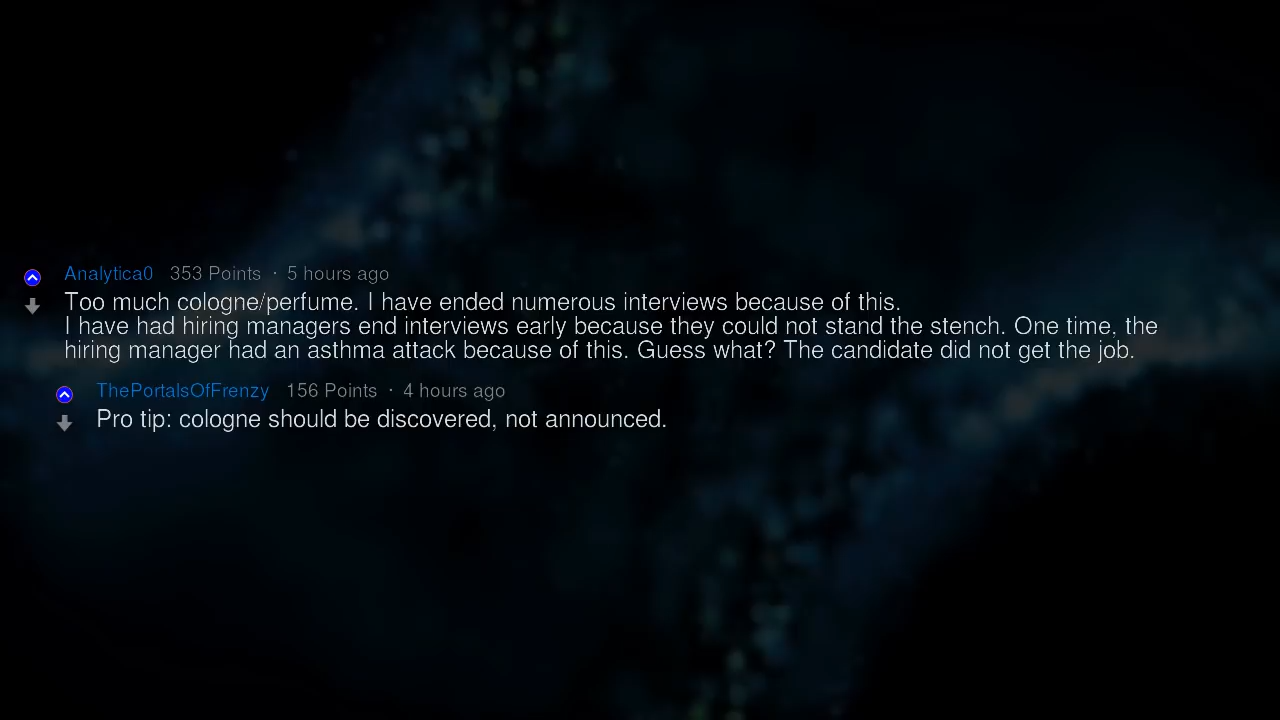 Analytica0 353 Points · 5 hours ago
Too much cologne/perfume. I have ended numerous interviews because of this.
I have had hiring managers end interviews early because they could not stand the stench. One time, the
hiring manager had an asthma attack because of this. Guess what? The candidate did not get the job.
ThePortalsOfFrenzy 156 Points · 4 hours ago
Pro tip: cologne should be discovered, not announced.